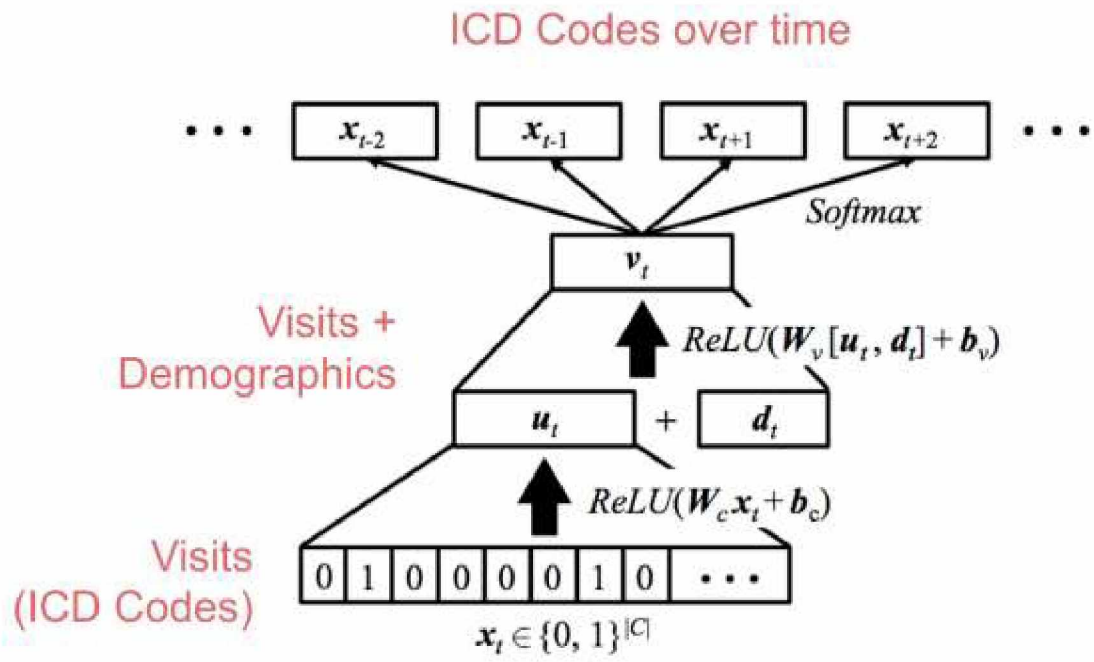 ICD Codes over time
• • • x_{t-2} x_{t-1} x_{t+1} x_{t+2} • • •
Softmax
v_t
Visits +
Demographics
ReLU(W_v[u_t, d_t] + b_v)
u_t + d_t
ReLU(W_c x_t + b_c)
Visits
(ICD Codes)
0 1 0 0 0 0 1 0 • • •
x_t ∈ {0, 1}^{|C|}